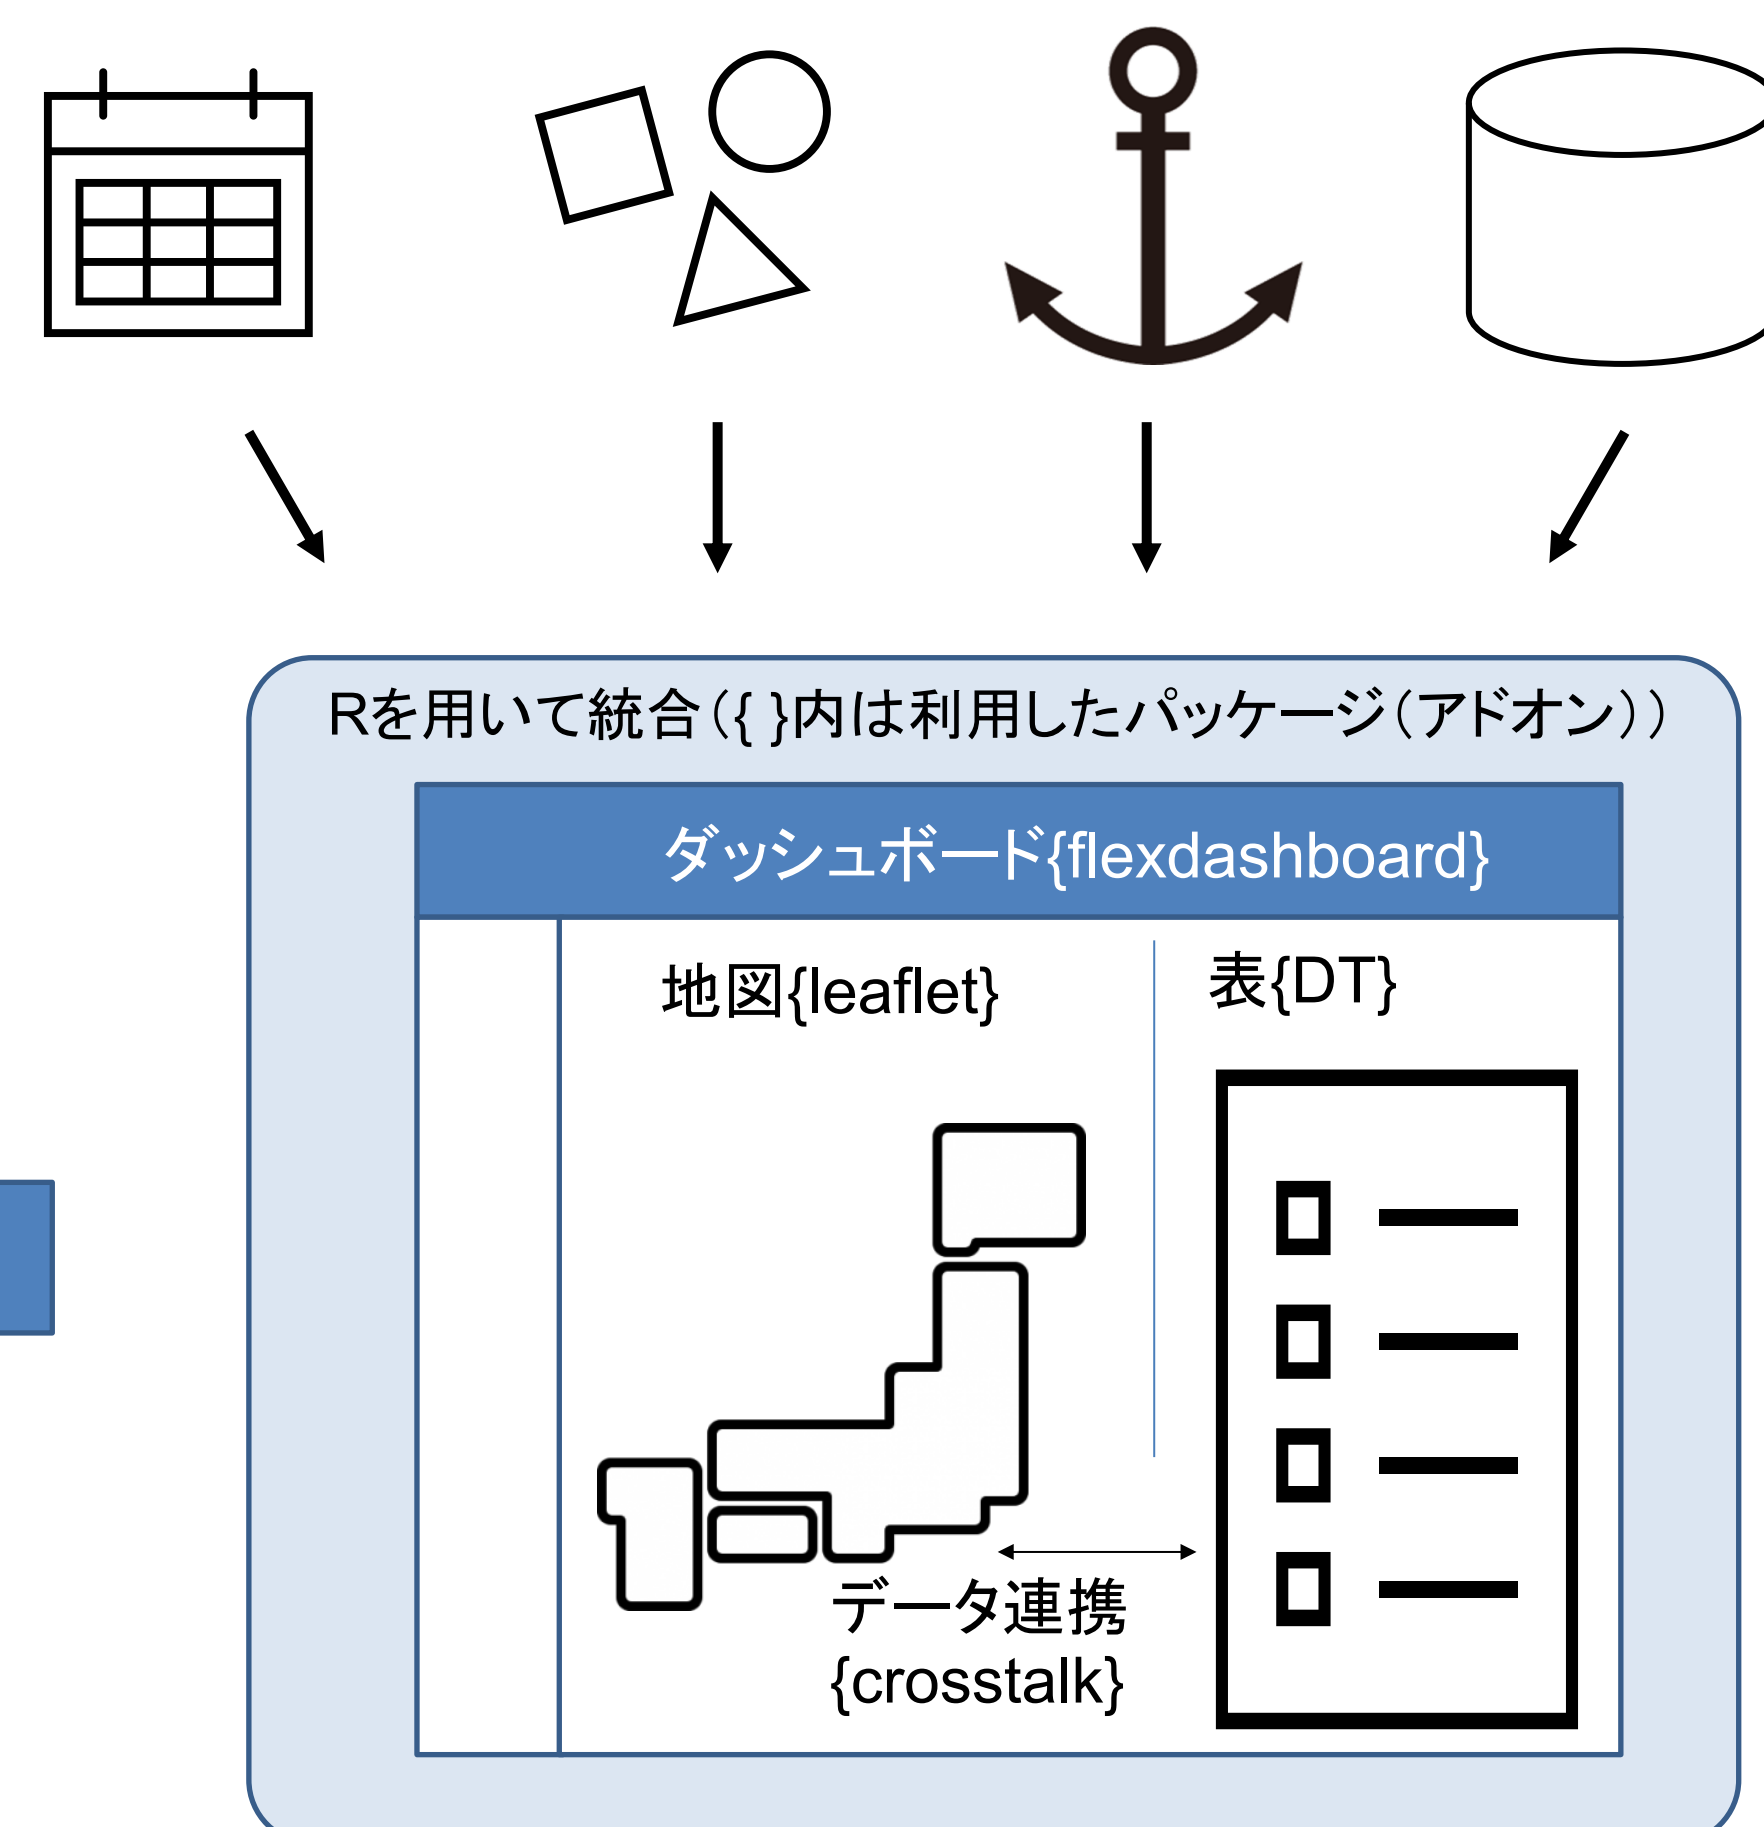 Rを用いて統合（{ }内は利用したパッケージ（アドオン））
ダッシュボード{flexdashboard}
地図{leaflet}
表{DT}
データ連携
{crosstalk}